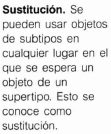 Sustitución. Se
pueden usar objetos
de subtipos en
cualquier lugar en el
que se espera un
objeto de un
supertipo. Esto se
conoce como
sustitución.